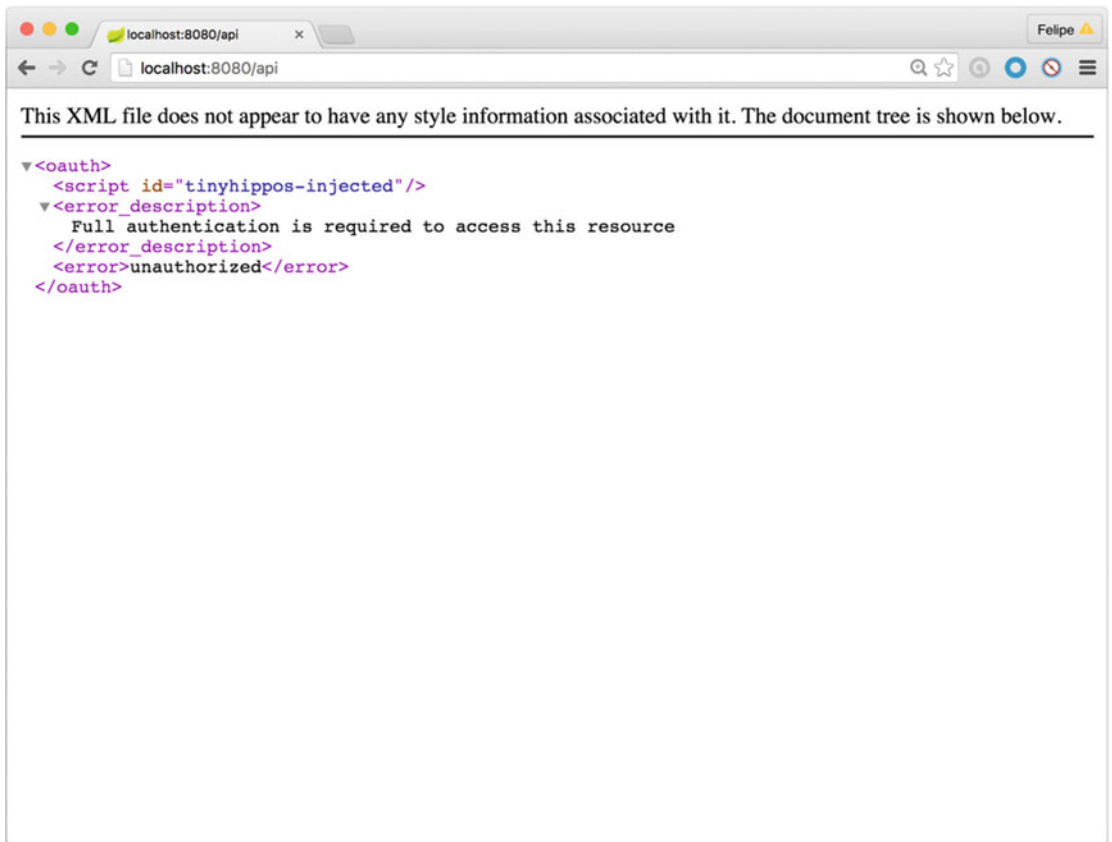 localhost:8080/api
Felipe
localhost:8080/api
This XML file does not appear to have any style information associated with it. The document tree is shown below.
<oauth>
<script id="tinyhippos-injected"/>
<error_description>
Full authentication is required to access this resource
</error_description>
<error>unauthorized</error>
</oauth>